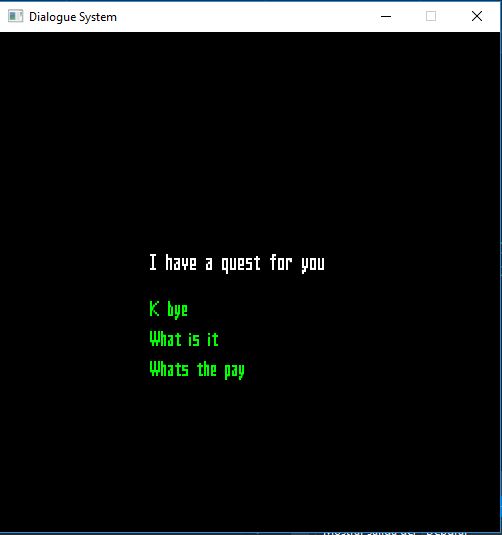 Dialogue System
I have a quest for you
K bye
What is it
Whats the pay